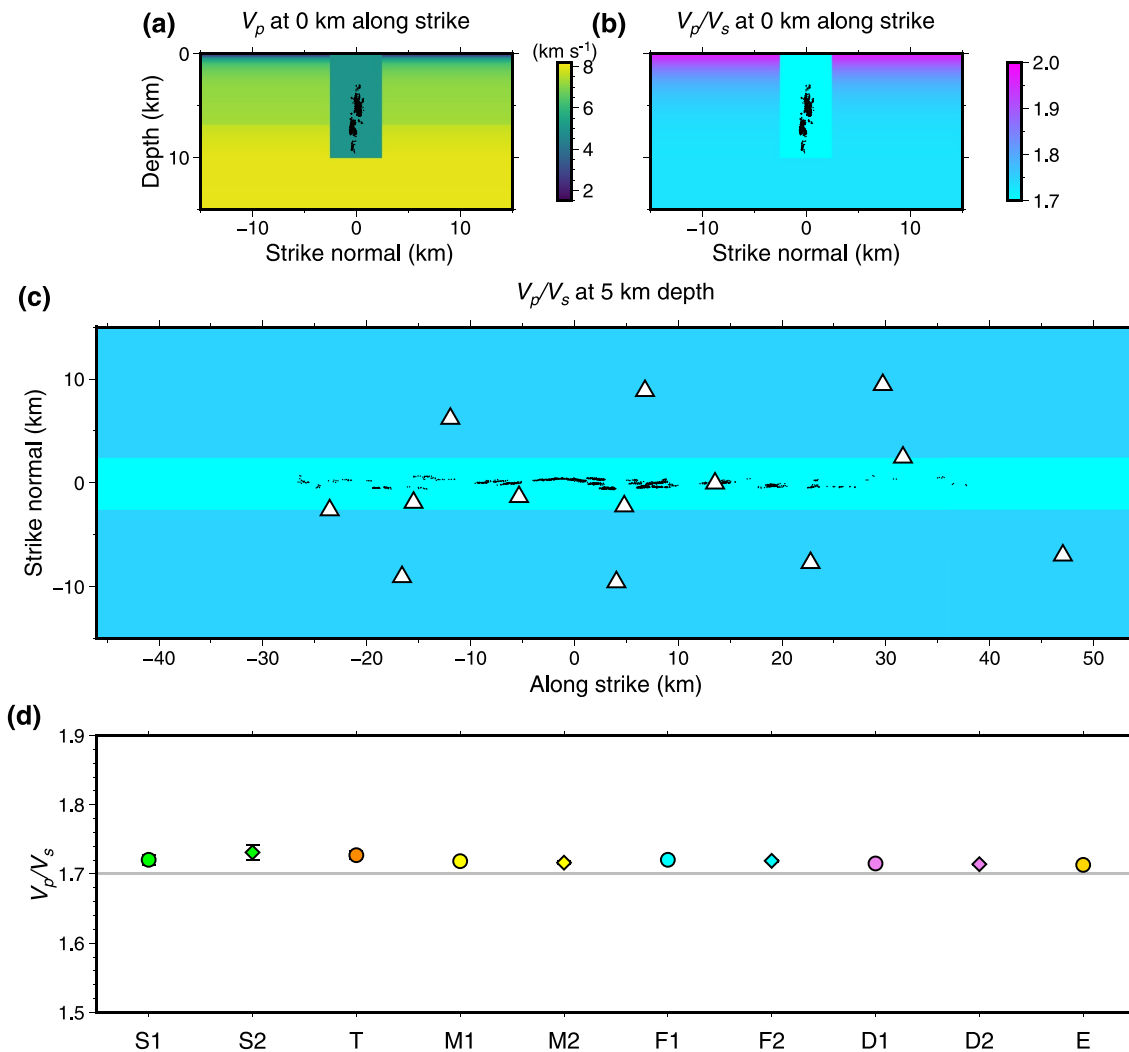 (a) Vp at 0 km along strike
(b) Vp/Vs at 0 km along strike
(km s-1)
0
10
Depth (km)
−10 0 10
Strike normal (km)
8
6
4
2
−10 0 10
Strike normal (km)
2.0
1.9
1.8
1.7
(c) Vp/Vs at 5 km depth
10
0
−10
Strike normal (km)
−40 −30 −20 −10 0 10 20 30 40 50
Along strike (km)
(d)
1.9
1.8
1.7
1.6
1.5
Vp/Vs
S1 S2 T M1 M2 F1 F2 D1 D2 E